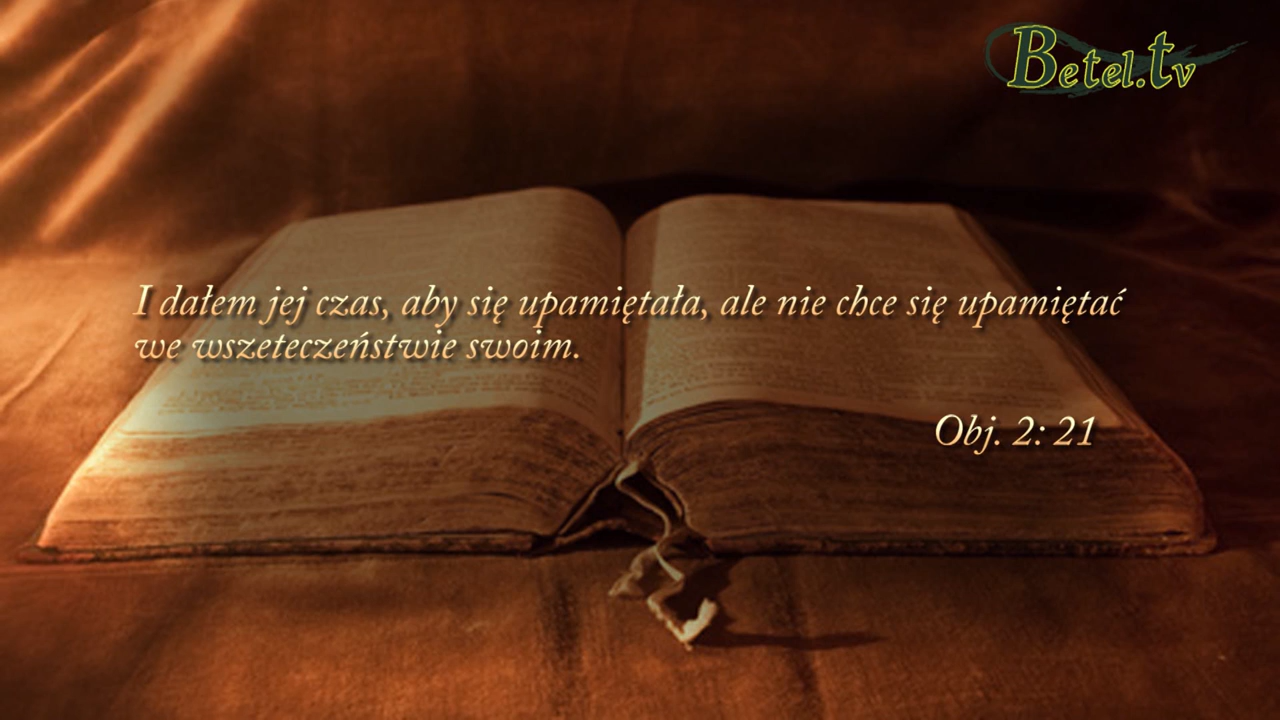 Betel.tv
I dałem jej czas, aby się upamiętała, ale nie chce się upamiętać
we wszeteczeństwie swoim.
Obj. 2: 21